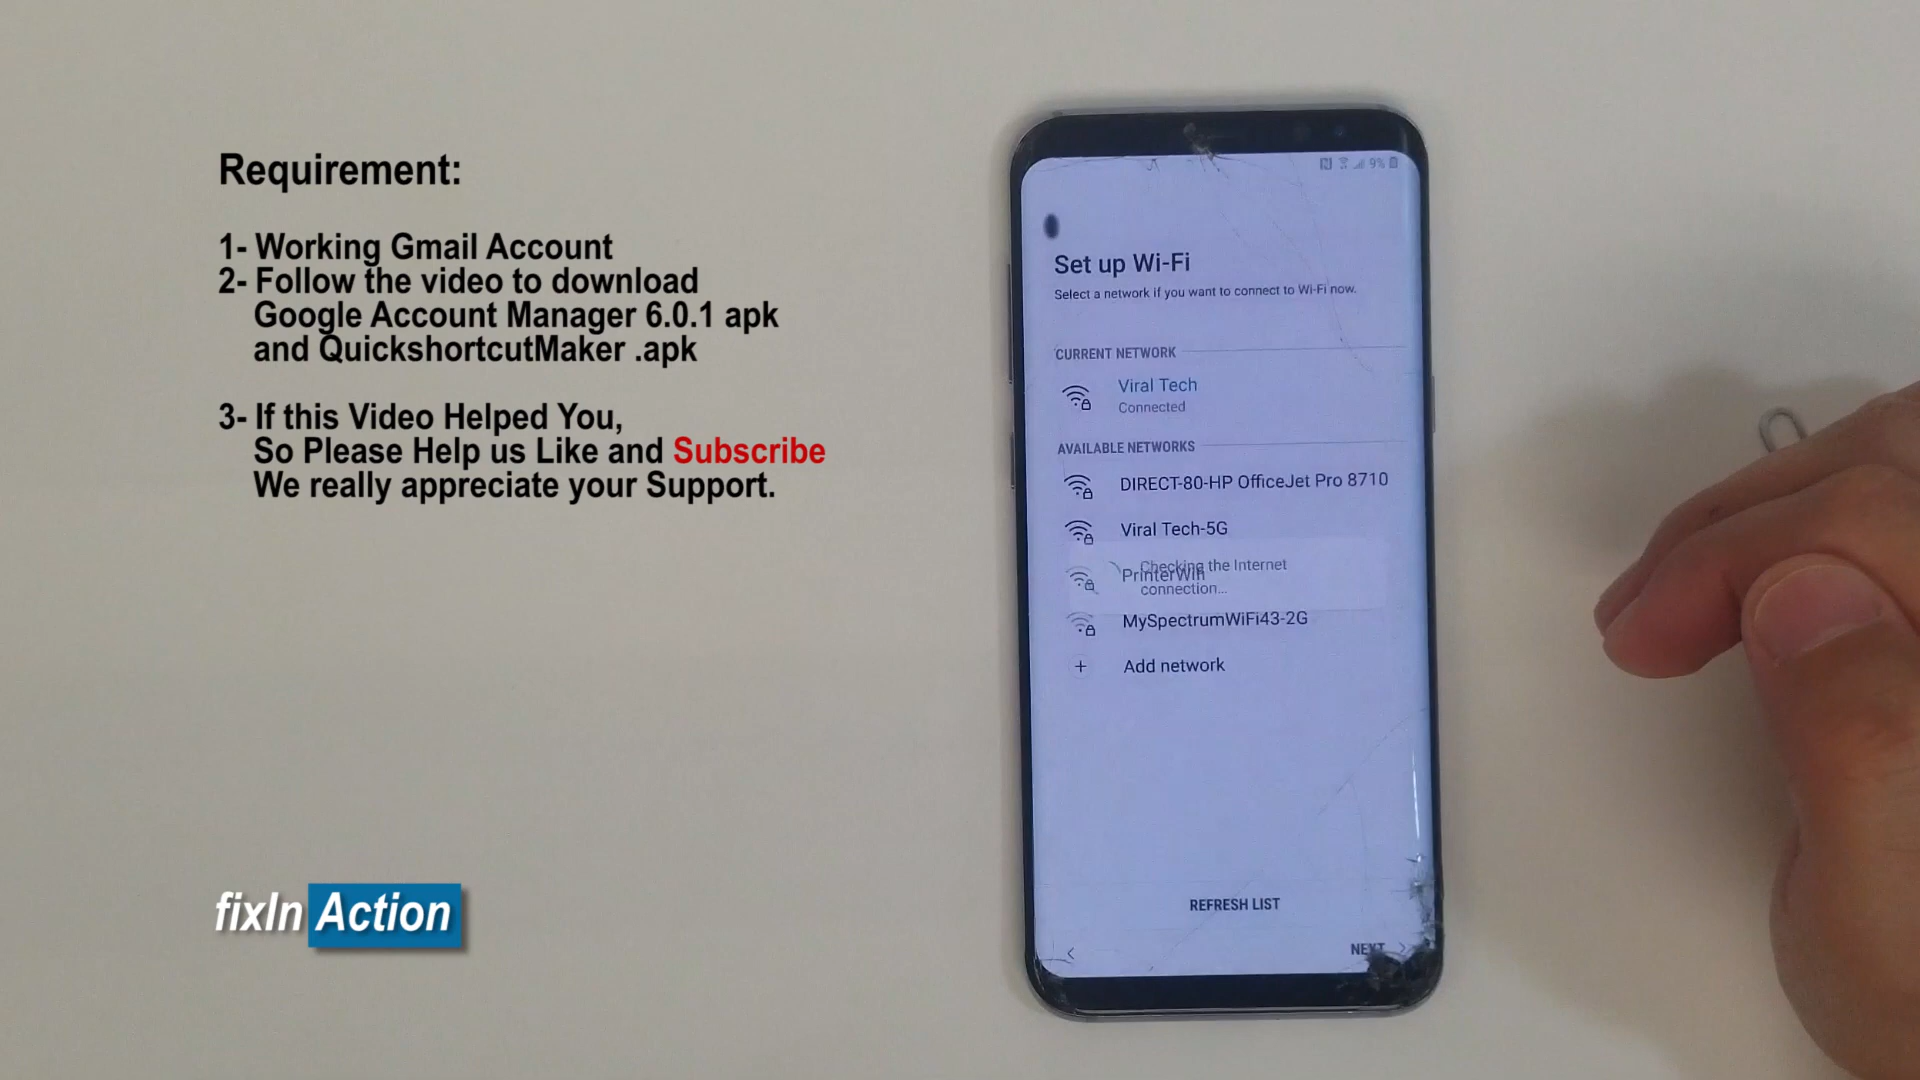 Requirement:
1- Working Gmail Account
2- Follow the video to download
Google Account Manager 6.0.1 apk
and QuickshortcutMaker .apk
3- If this Video Helped You,
So Please Help us Like and Subscribe
We really appreciate your Support.
fixIn Action
9%
Set up Wi-Fi
Select a network if you want to connect to Wi-Fi now.
CURRENT NETWORK
Viral Tech
Connected
AVAILABLE NETWORKS
DIRECT-80-HP OfficeJet Pro 8710
Viral Tech-5G
Checking the Internet
PrinterWifi
connection...
MySpectrumWiFi43-2G
+ Add network
REFRESH LIST
< NEXT >